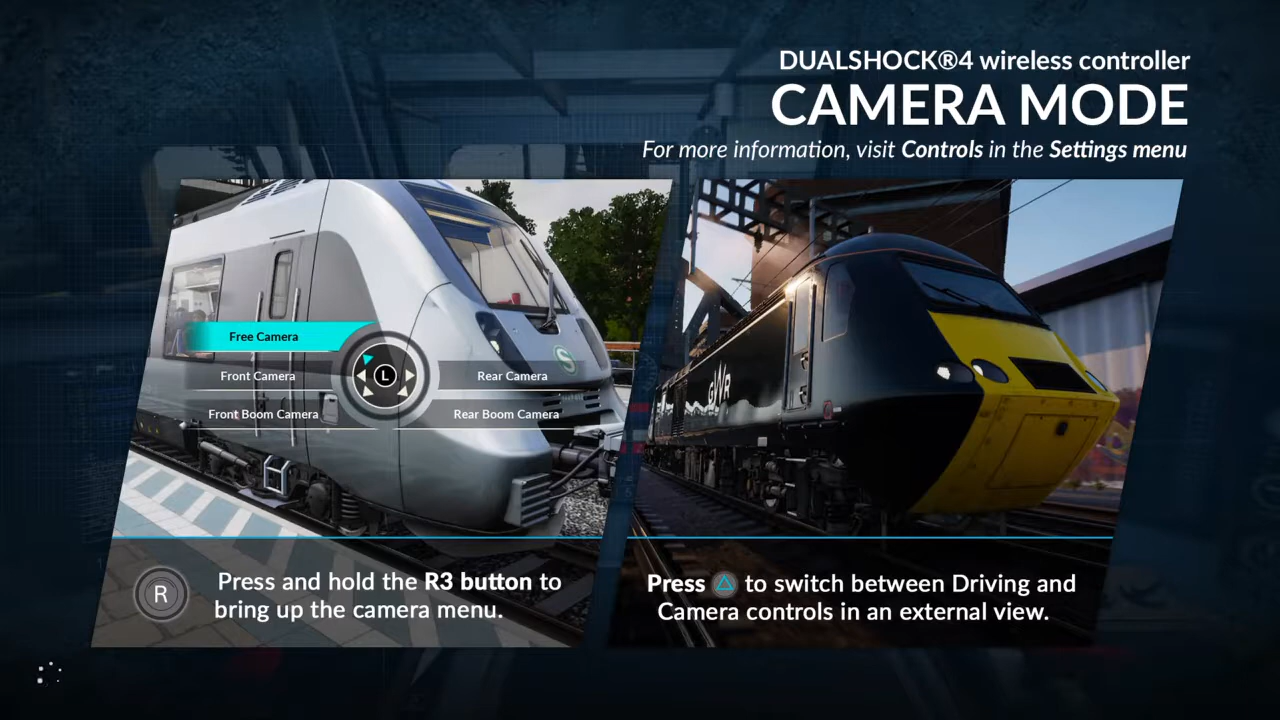 DUALSHOCK®4 wireless controller
CAMERA MODE
For more information, visit Controls in the Settings menu
Free Camera
Front Camera
Front Boom Camera
L
Rear Camera
Rear Boom Camera
S
GWR
R
Press and hold the R3 button to
bring up the camera menu.
Press to switch between Driving and
Camera controls in an external view.